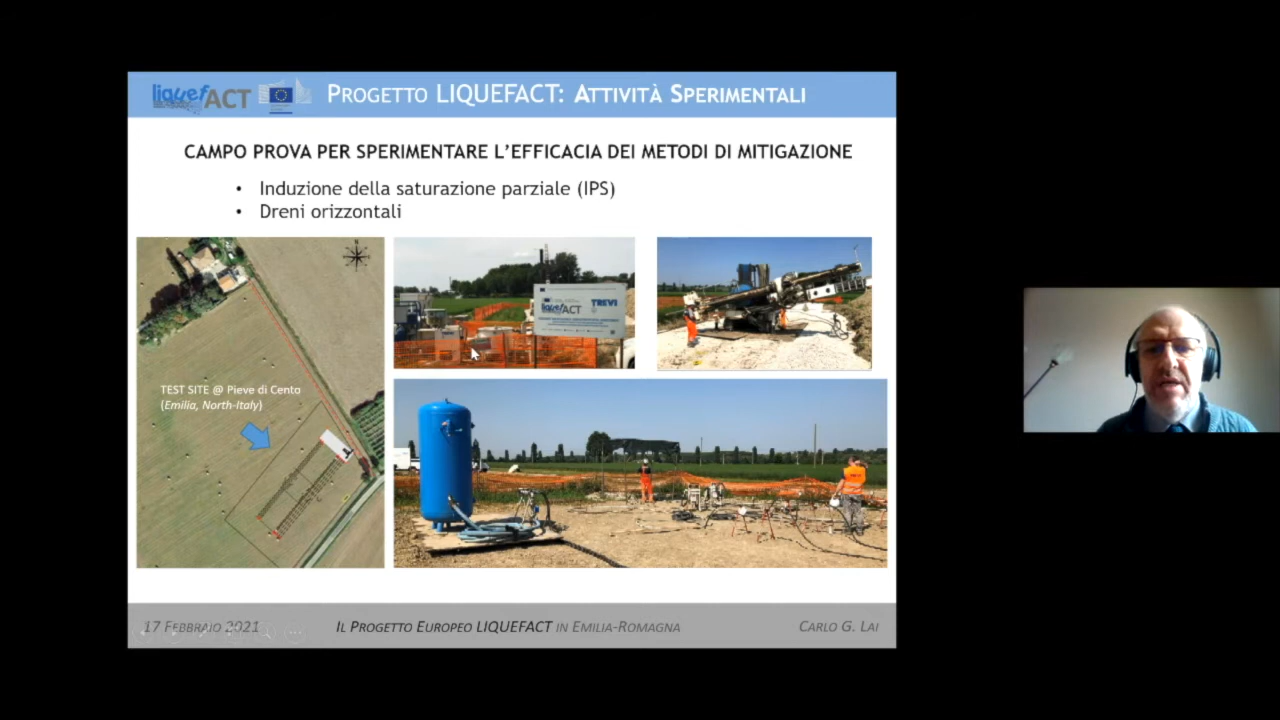 liquefACT
PROGETTO LIQUEFACT: ATTIVITÀ SPERIMENTALI
CAMPO PROVA PER SPERIMENTARE L'EFFICACIA DEI METODI DI MITIGAZIONE
• Induzione della saturazione parziale (IPS)
• Dreni orizzontali
N
TEST SITE @ Pieve di Cento
(Emilia, North-Italy)
liquefACT TREVI
17 FEBBRAIO 2021
IL PROGETTO EUROPEO LIQUEFACT IN EMILIA-ROMAGNA
CARLO G. LAI